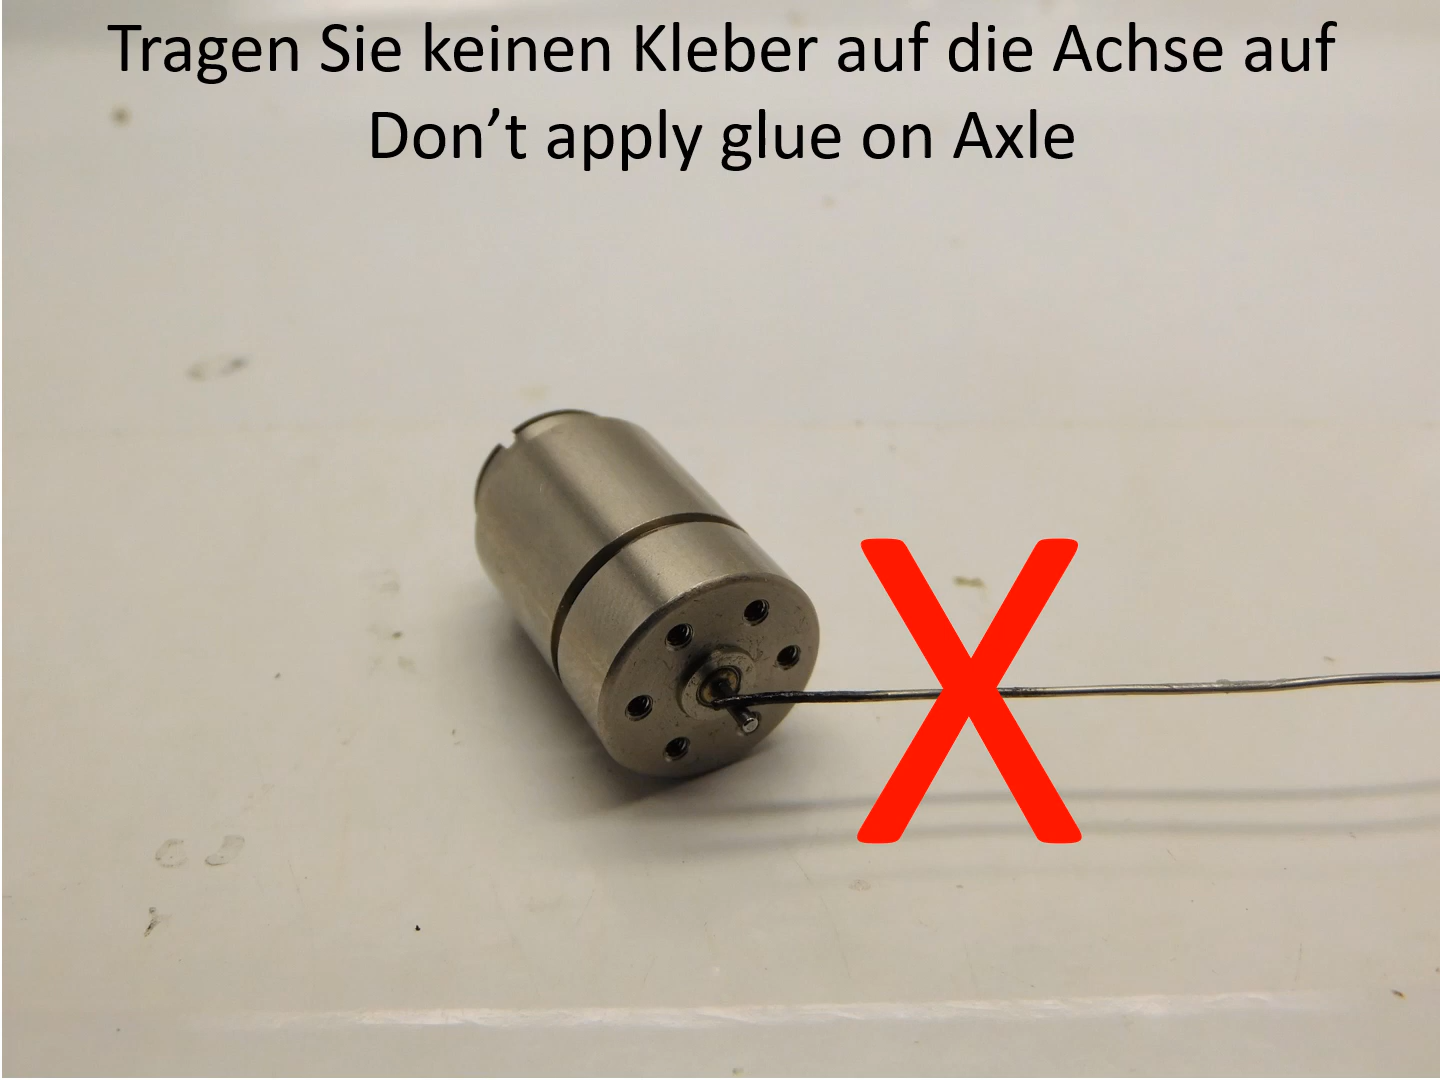 Tragen Sie keinen Kleber auf die Achse auf
Don’t apply glue on Axle
X